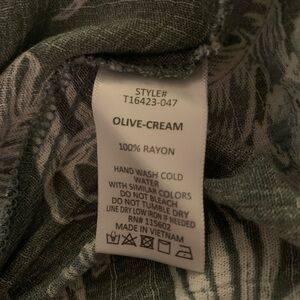 STYLE#
T16423-047
OLIVE-CREAM
100% RAYON
HAND WASH COLD
WATER
WITH SIMILAR COLORS
DO NOT BLEACH
DO NOT TUMBLE DRY
LINE DRY LOW IRON IF NEEDED
RN# 115602
MADE IN VIETNAM